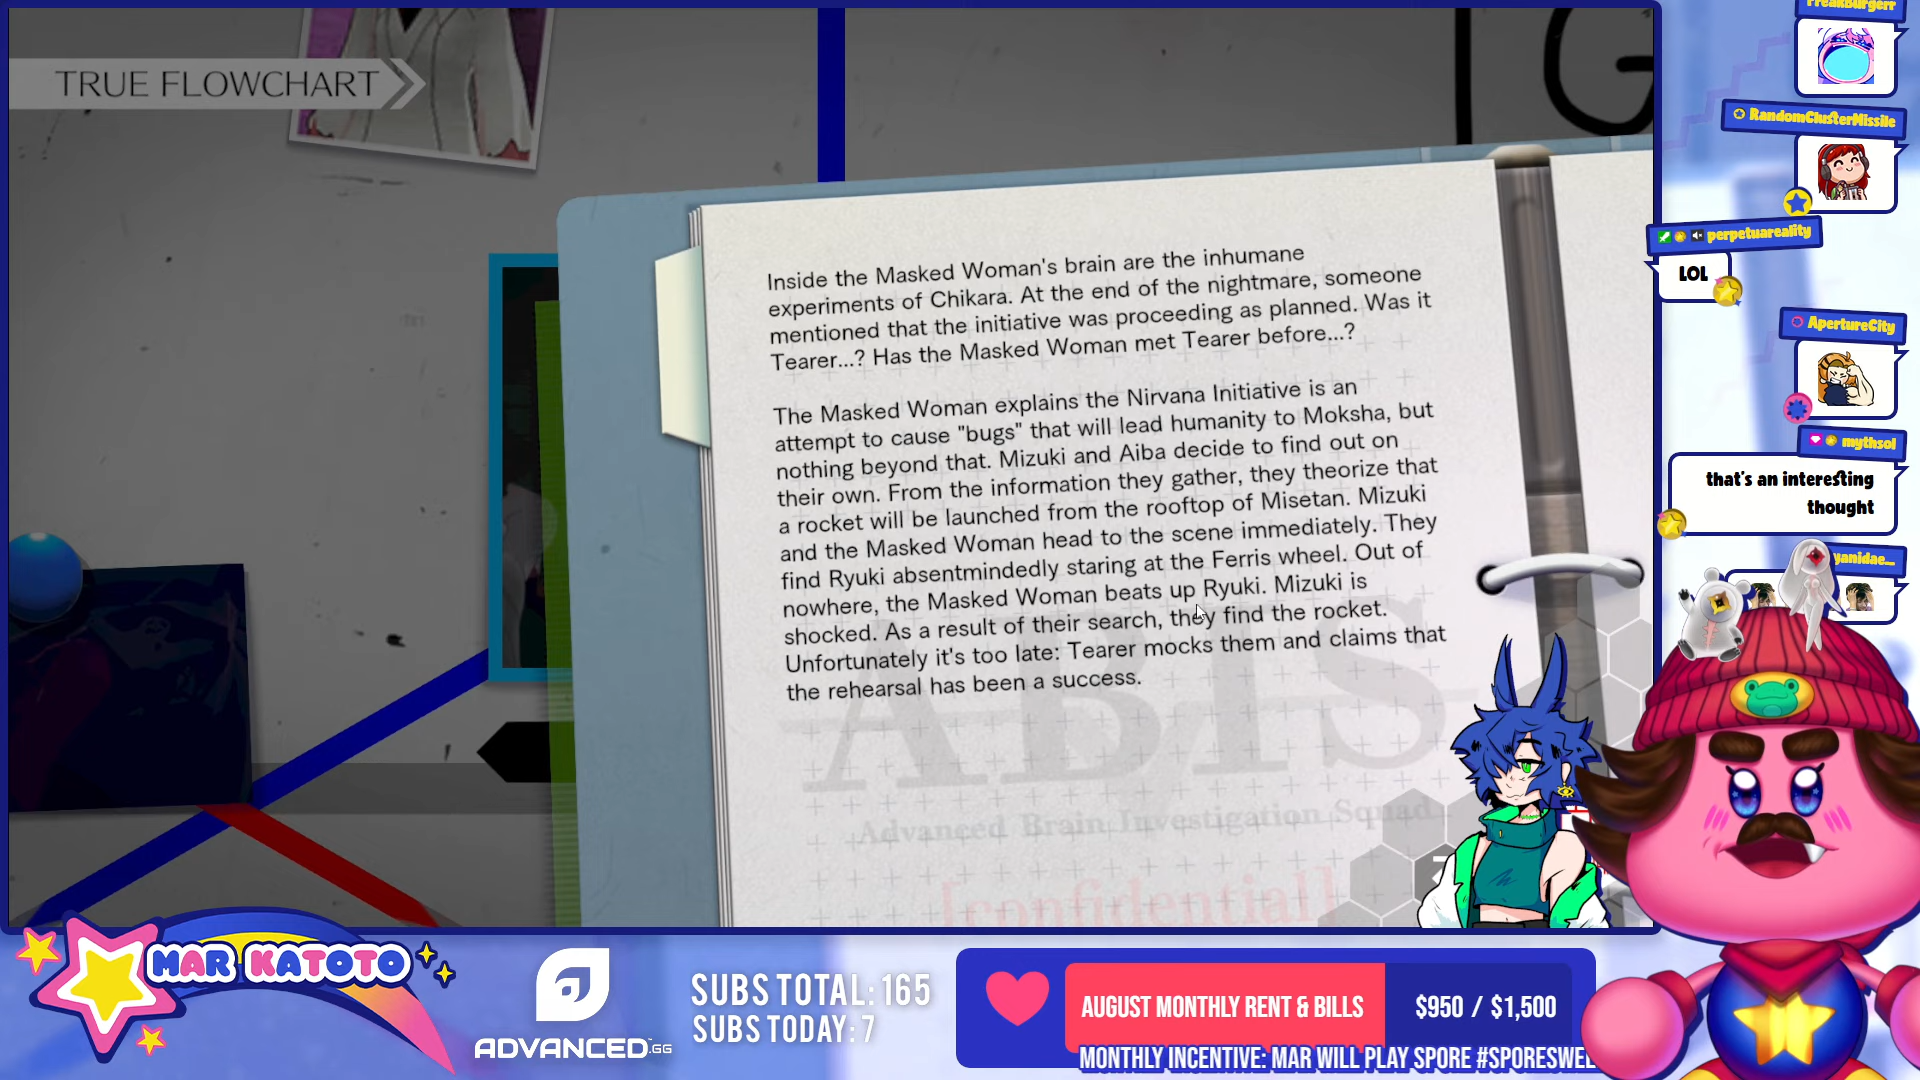 TRUE FLOWCHART
G
Inside the Masked Woman's brain are the inhumane
experiments of Chikara. At the end of the nightmare, someone
mentioned that the initiative was proceeding as planned. Was it
Tearer...? Has the Masked Woman met Tearer before...?
The Masked Woman explains the Nirvana Initiative is an
attempt to cause "bugs" that will lead humanity to Moksha, but
nothing beyond that. Mizuki and Aiba decide to find out on
their own. From the information they gather, they theorize that
a rocket will be launched from the rooftop of Misetan. Mizuki
and the Masked Woman head to the scene immediately. They
find Ryuki absentmindedly staring at the Ferris wheel. Out of
nowhere, the Masked Woman beats up Ryuki. Mizuki is
shocked. As a result of their search, they find the rocket.
Unfortunately it's too late: Tearer mocks them and claims that
the rehearsal has been a success.
ABIS
Advanced Brain Investigation Squad
[confidential]
FreakBurgerr
RandomClusterMissile
perpetuareality
LOL
ApertureCity
mythsol
that's an interesting
thought
yanidae...
MAR KATOTO
ADVANCED.GG
SUBS TOTAL: 165
SUBS TODAY: 7
AUGUST MONTHLY RENT & BILLS
$950 / $1,500
MONTHLY INCENTIVE: MAR WILL PLAY SPORE #SPORESWEE